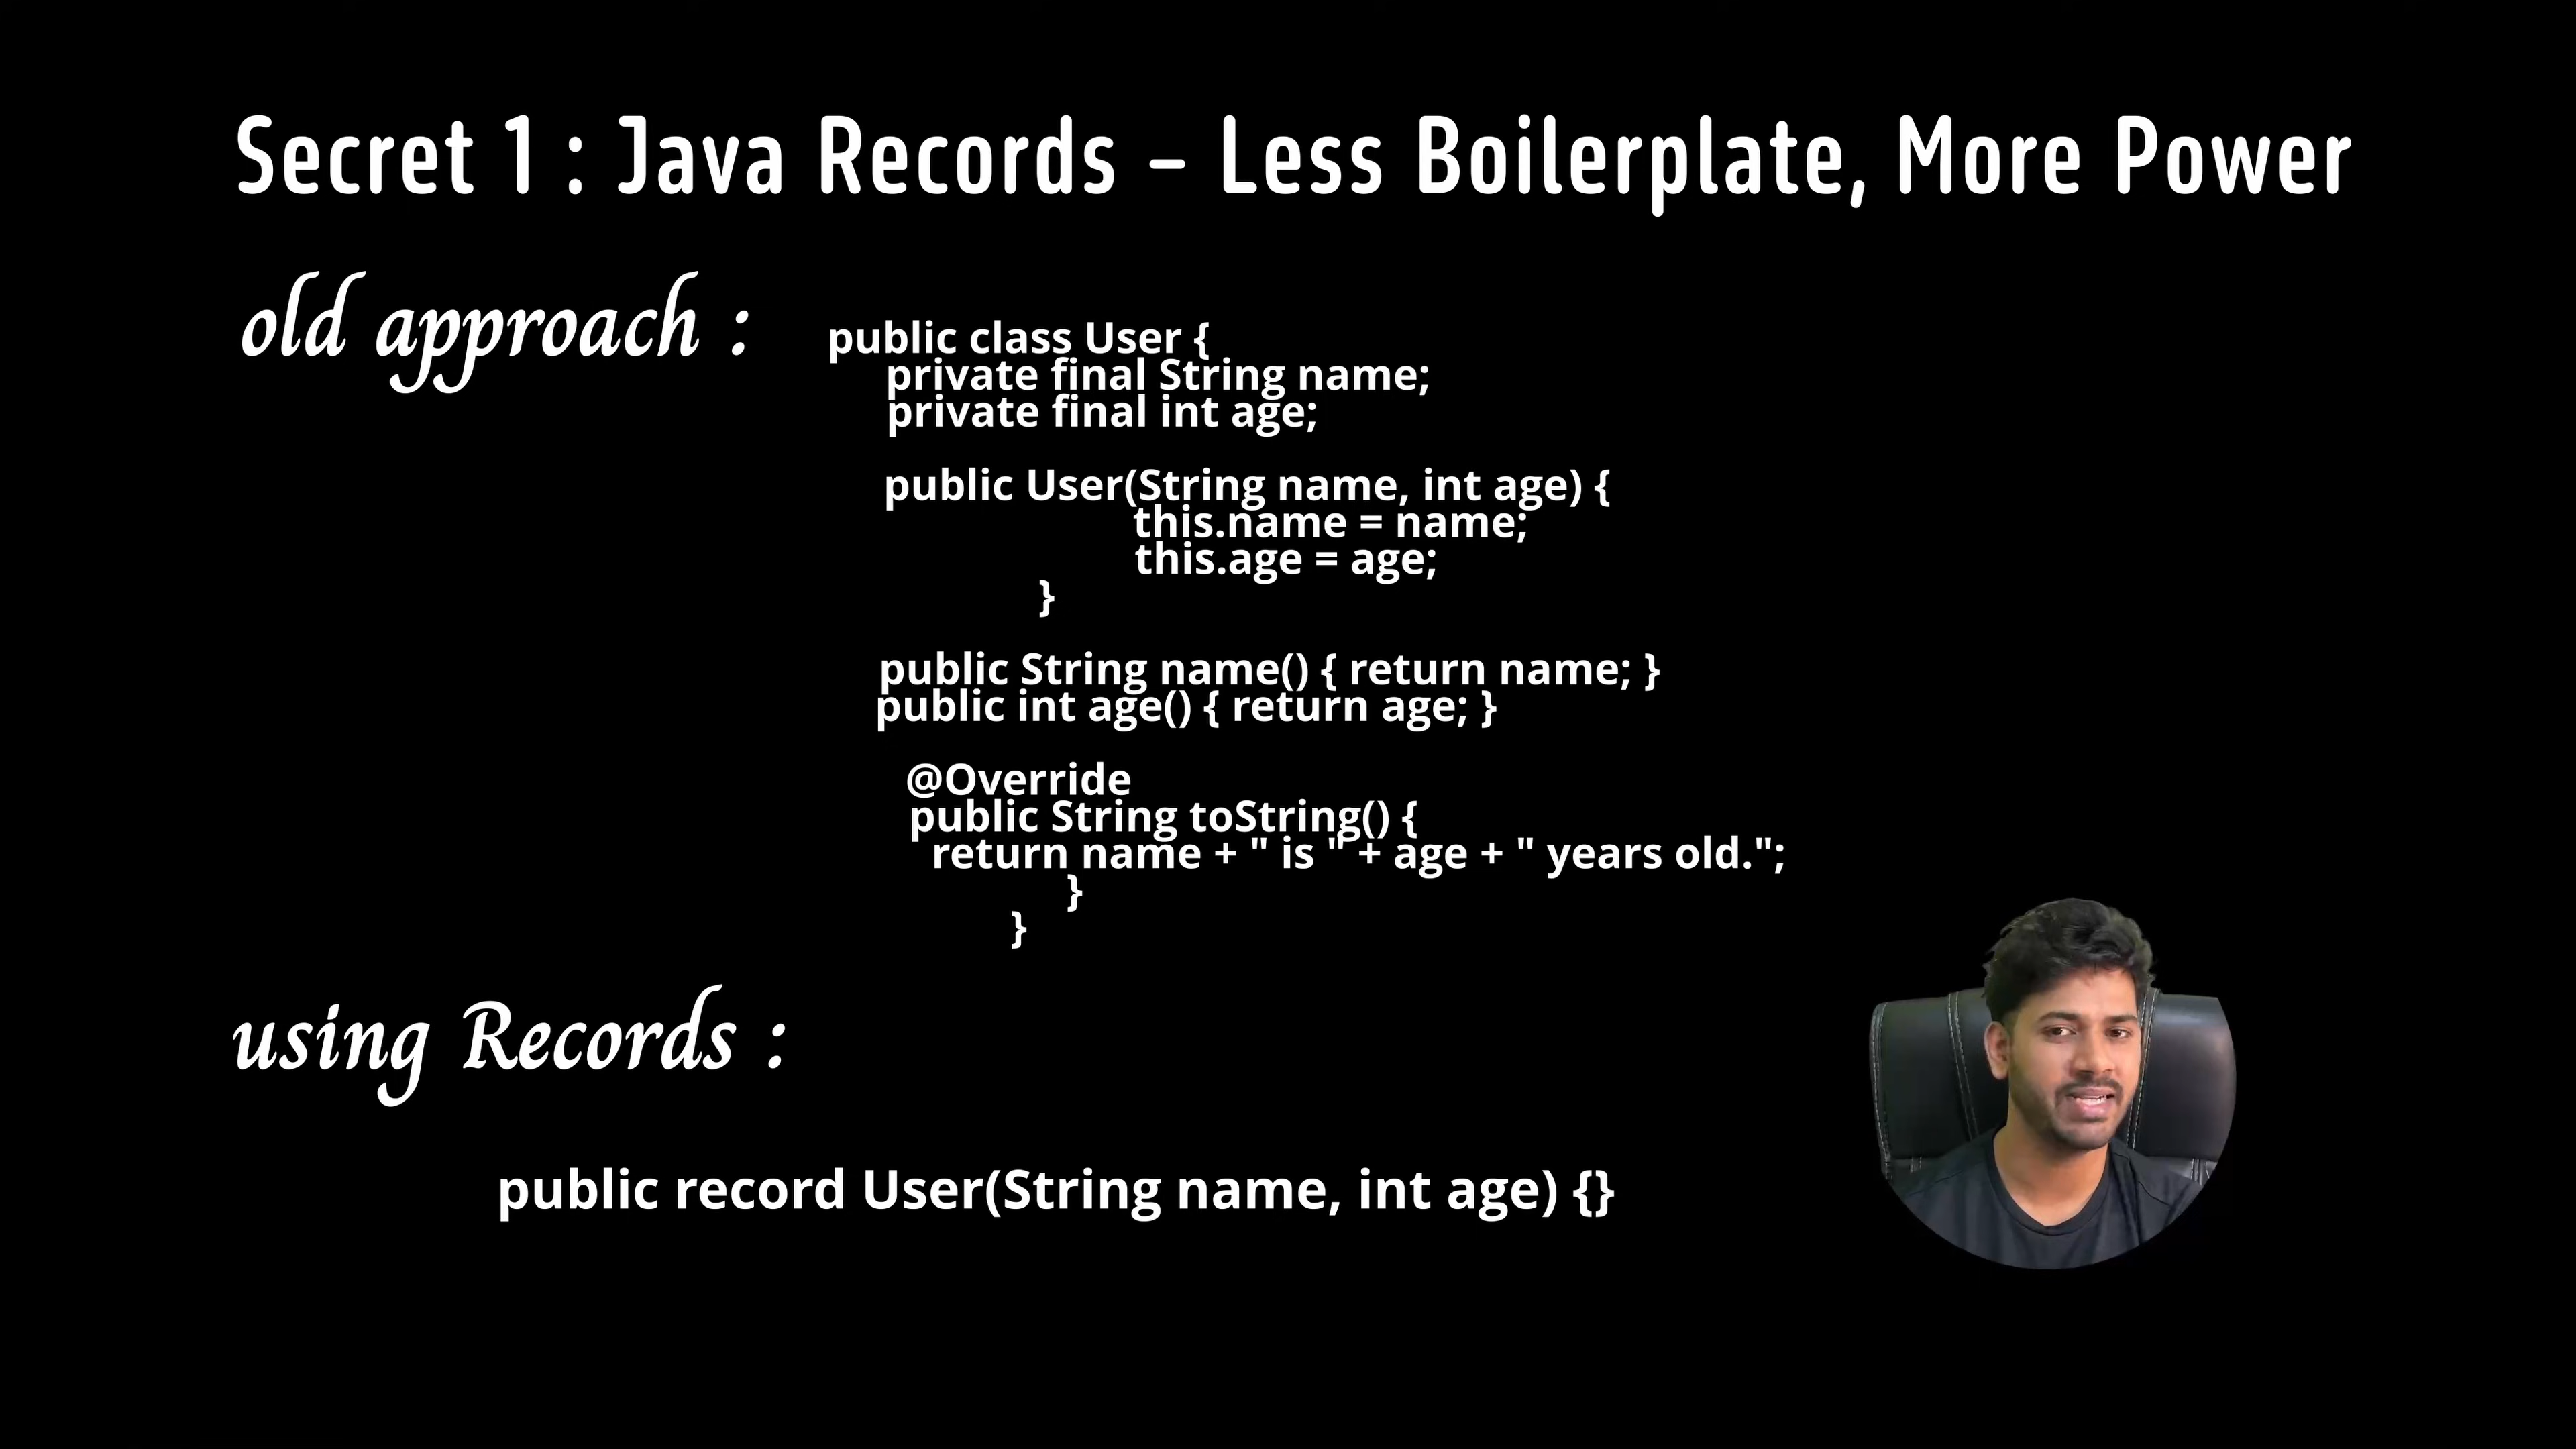 Secret 1 : Java Records – Less Boilerplate, More Power
old approach :
public class User {
private final String name;
private final int age;
public User(String name, int age) {
this.name = name;
this.age = age;
}
public String name() { return name; }
public int age() { return age; }
@Override
public String toString() {
return name + " is " + age + " years old.";
}
}
using Records :
public record User(String name, int age) {}